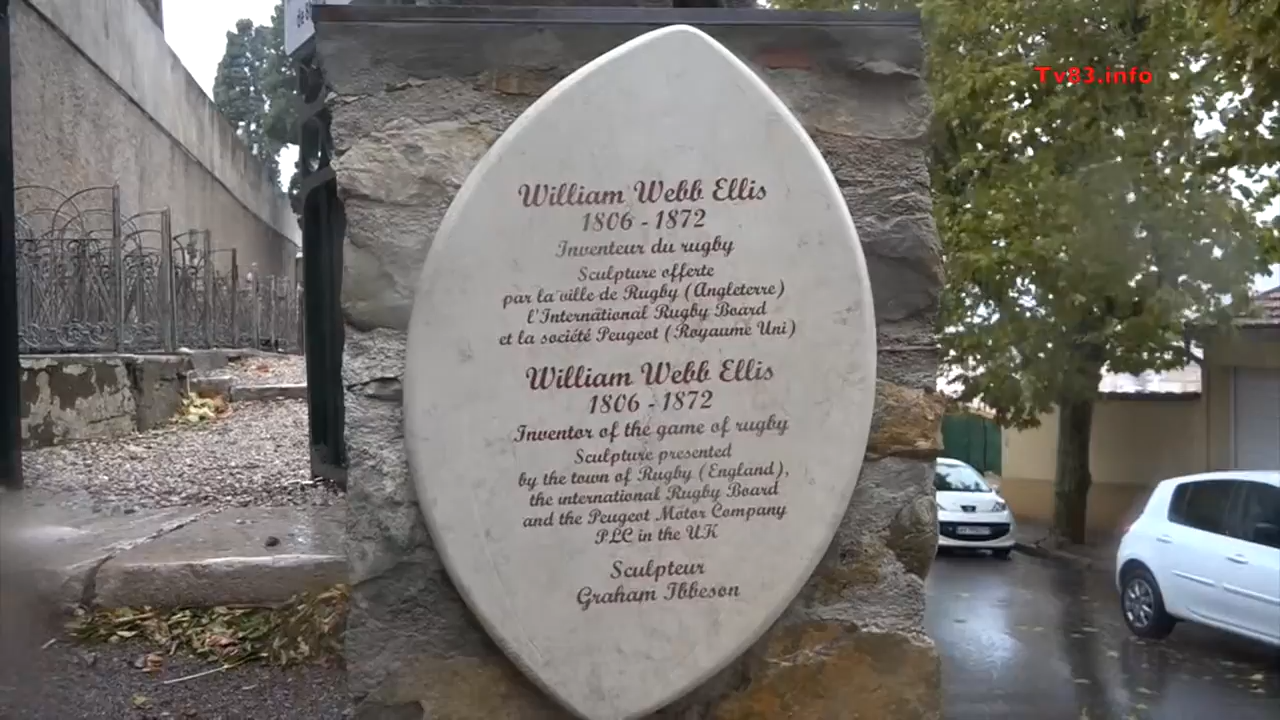 de
Tv83.info
William Webb Ellis
1806 - 1872
Inventeur du rugby
Sculpture offerte
par la ville de Rugby (Angleterre)
l'International Rugby Board
et la société Peugeot (Royaume Uni)
William Webb Ellis
1806 - 1872
Inventor of the game of rugby
Sculpture presented
by the town of Rugby (England),
the international Rugby Board
and the Peugeot Motor Company
PLC in the UK
Sculpteur
Graham Ibbeson